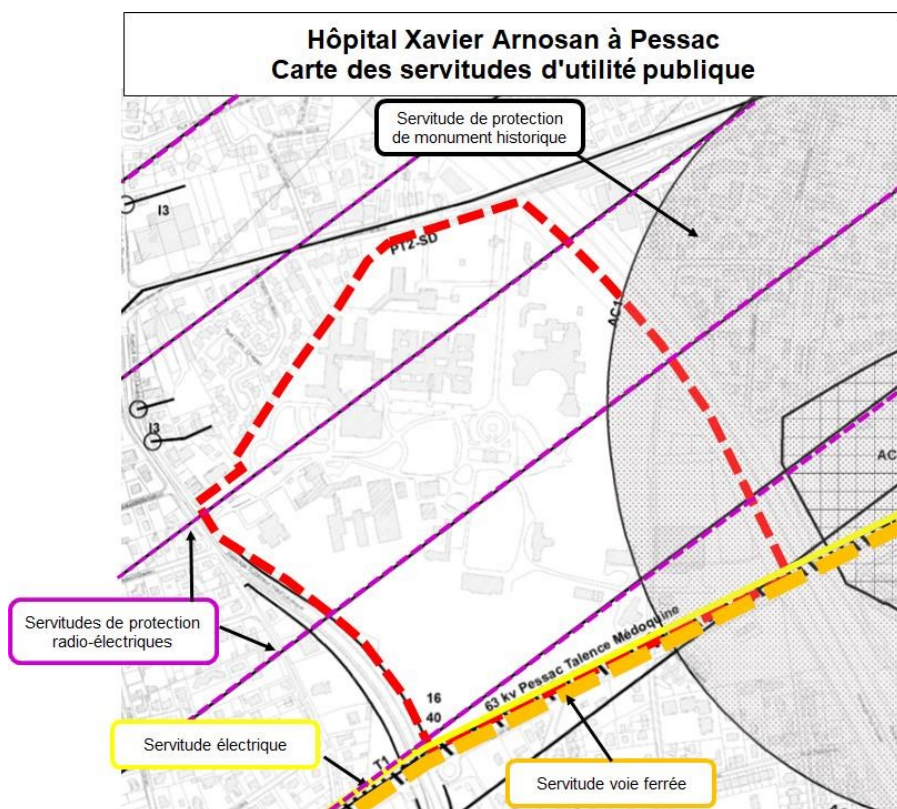 Hôpital Xavier Arnosan à Pessac
Carte des servitudes d'utilité publique
Servitude de protection
de monument historique
I3
PT2-SD
AC1
I3
AC
Servitudes de protection
radio-électriques
63 kv Pessac Talence Médoquine
16
40
Servitude électrique
T1
Servitude voie ferrée